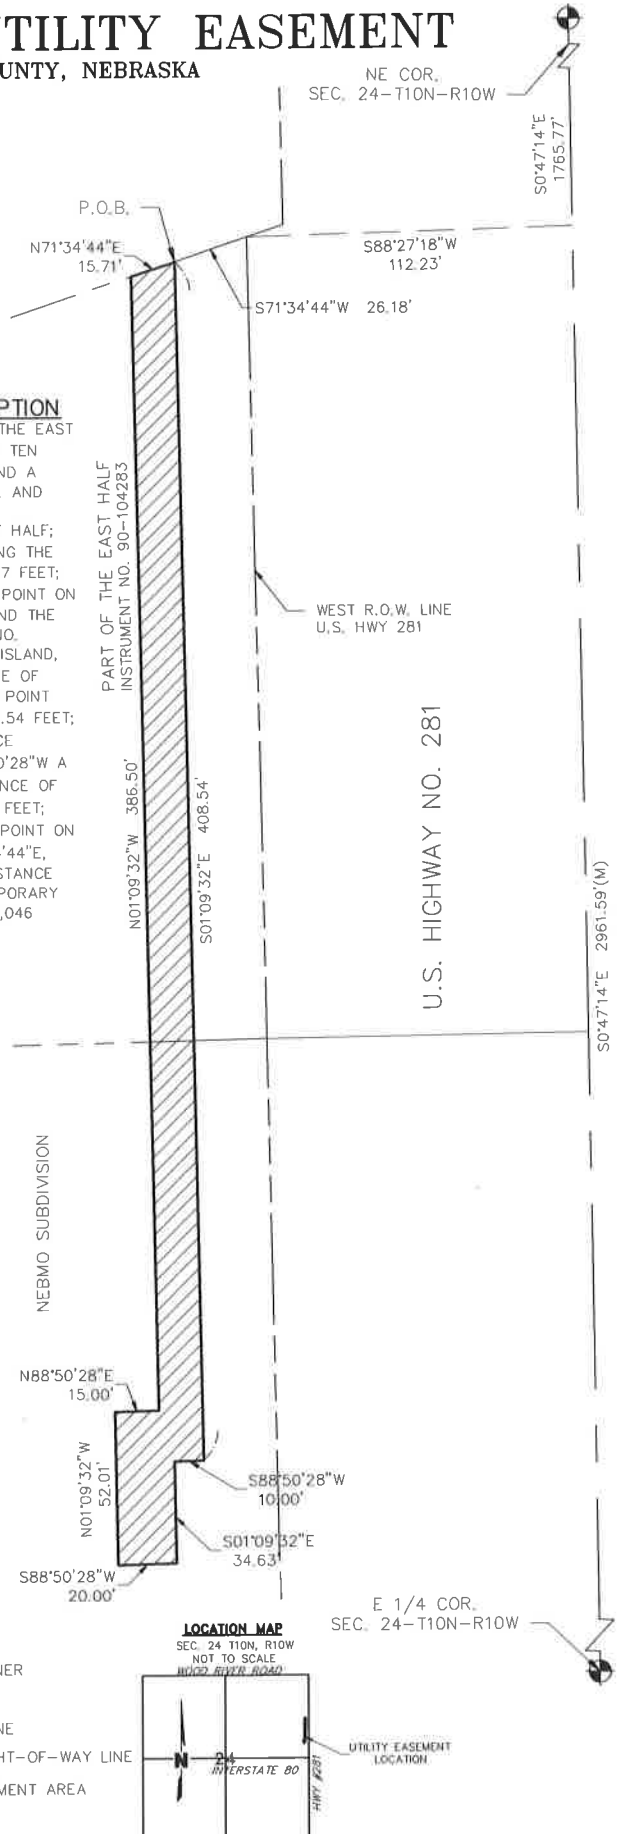 TILITY EASEMENT
UNTY, NEBRASKA
NE COR.
SEC. 24-T10N-R10W
S0°47'14"E
1765.77'
P.O.B.
N71°34'44"E
15.71'
S88°27'18"W
112.23'
S71°34'44"W 26.18'
PTION
THE EAST
TEN
ND A
AND
HALF;
NG THE
7 FEET;
POINT ON
ND THE
NO.
ISLAND,
E OF
POINT
.54 FEET;
CE
0'28"W A
NCE OF
FEET;
POINT ON
'44"E,
STANCE
PORARY
,046
PART OF THE EAST HALF
INSTRUMENT NO. 90-104283
WEST R.O.W. LINE
U.S. HWY 281
N01°09'32"W 386.50'
S01°09'32"E 408.54'
U.S. HIGHWAY NO. 281
S0°47'14"E 2961.59'(M)
NEBMO SUBDIVISION
N88°50'28"E
15.00'
N01°09'32"W
52.01'
S88°50'28"W
10.00'
S01°09'32"E
34.63'
S88°50'28"W
20.00'
E 1/4 COR.
SEC. 24-T10N-R10W
LOCATION MAP
SEC. 24 T10N, R10W
NOT TO SCALE
WOOD RIVER ROAD
NER
NE
HT-OF-WAY LINE
MENT AREA
N
24
INTERSTATE 80
HWY #281
UTILITY EASEMENT
LOCATION